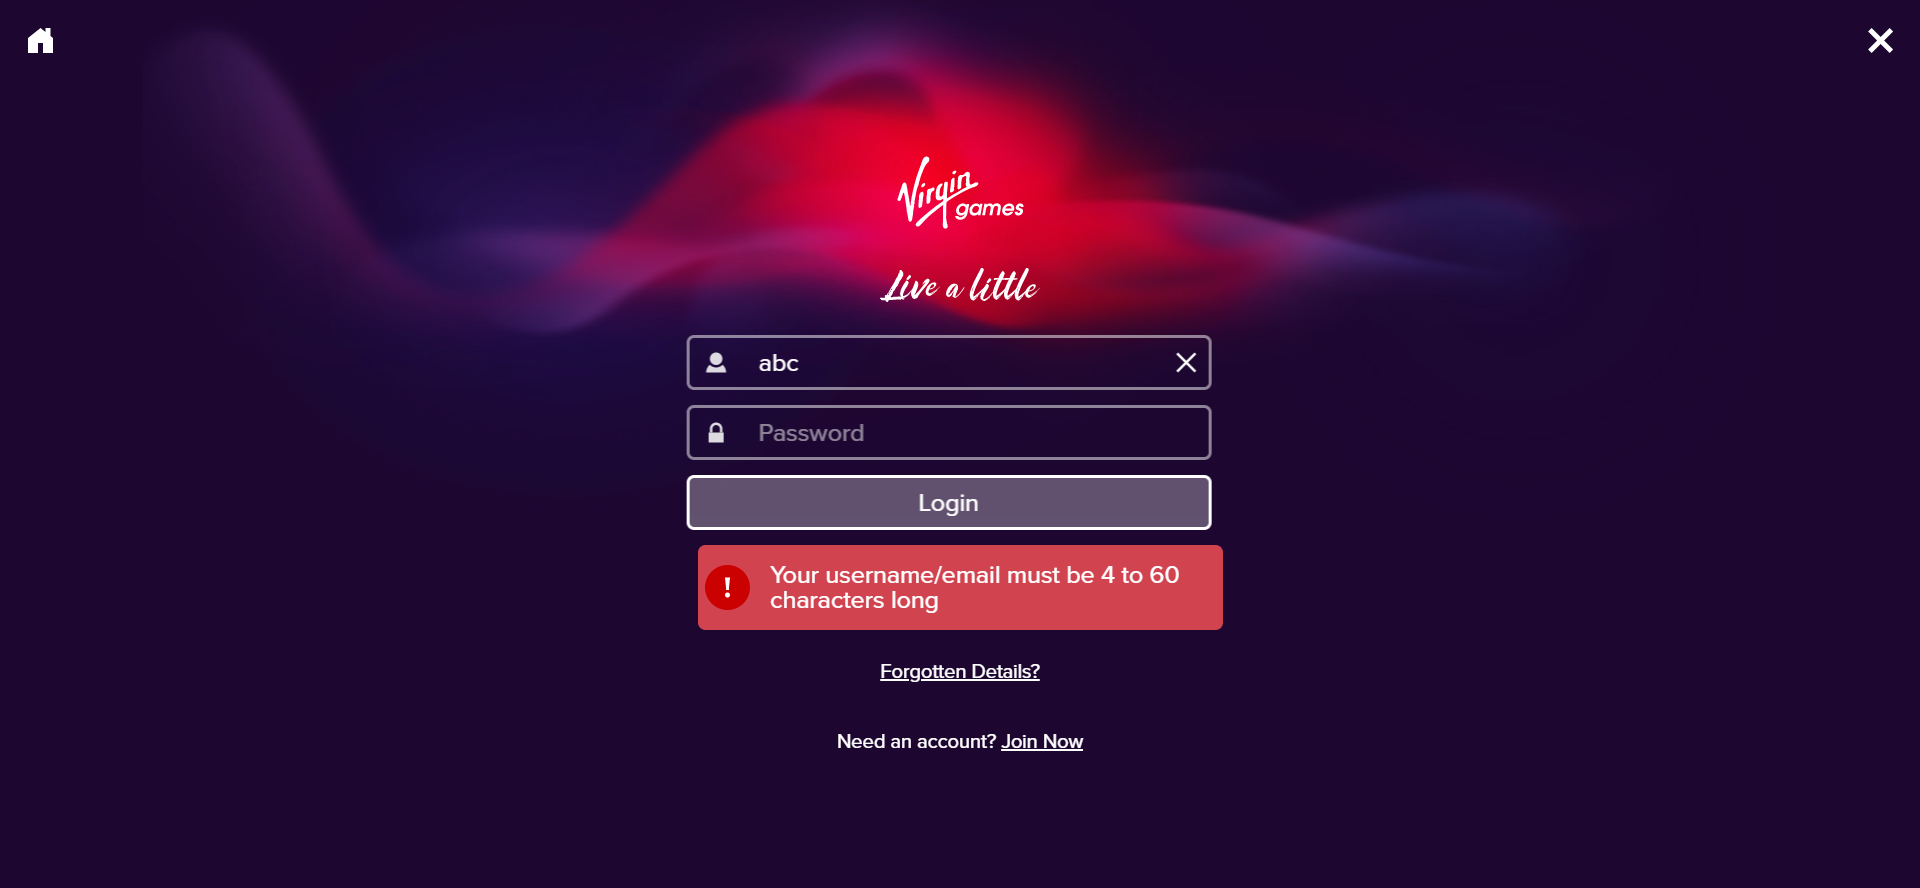 Virgin
games
Live a little
abc
Password
Login
! Your username/email must be 4 to 60
characters long
Forgotten Details?
Need an account? Join Now